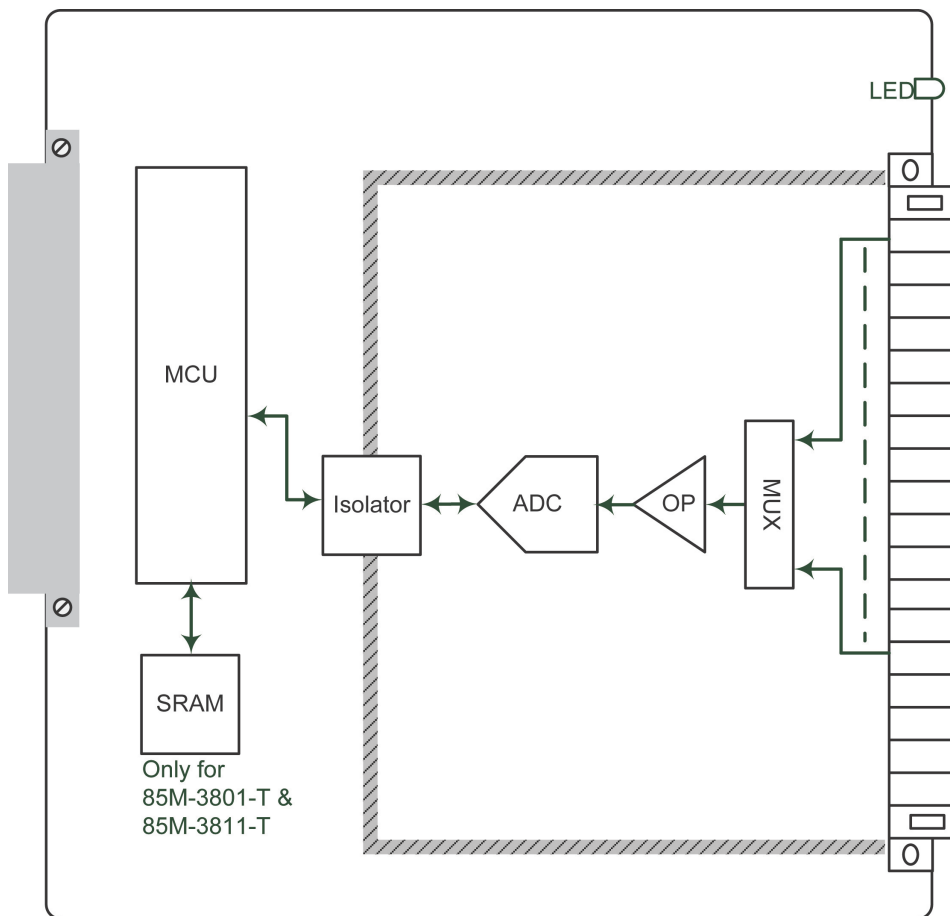 LED
MCU
Isolator
ADC
OP
MUX
SRAM
Only for
85M-3801-T &
85M-3811-T